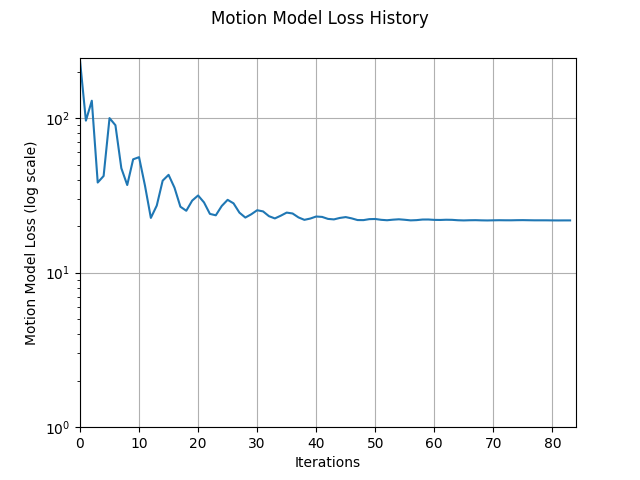 Motion Model Loss History
Motion Model Loss (log scale)
10²
10¹
10⁰
0 10 20 30 40 50 60 70 80
Iterations